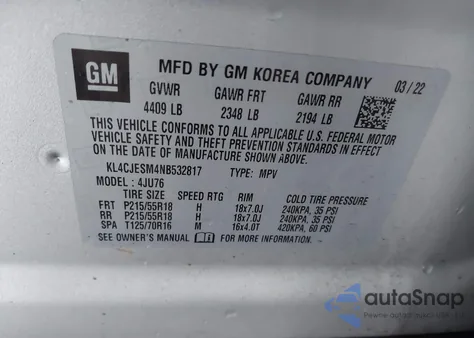 GM
MFD BY GM KOREA COMPANY 03/22
GVWR GAWR FRT GAWR RR
4409 LB 2348 LB 2194 LB
THIS VEHICLE CONFORMS TO ALL APPLICABLE U.S. FEDERAL MOTOR
VEHICLE SAFETY AND THEFT PREVENTION STANDARDS IN EFFECT
ON THE DATE OF MANUFACTURE SHOWN ABOVE.
KL4CJESM4NB532817 TYPE: MPV
MODEL: 4JU76
TIRE SIZE SPEED RTG RIM COLD TIRE PRESSURE
FRT P215/55R18 H 18x7.0J 240KPA, 35 PSI
RR P215/55R18 H 18x7.0J 240KPA, 35 PSI
SPA T125/70R16 M 16x4.0T 420KPA, 60 PSI
SEE OWNER'S MANUAL FOR MORE INFORMATION
autoSnap